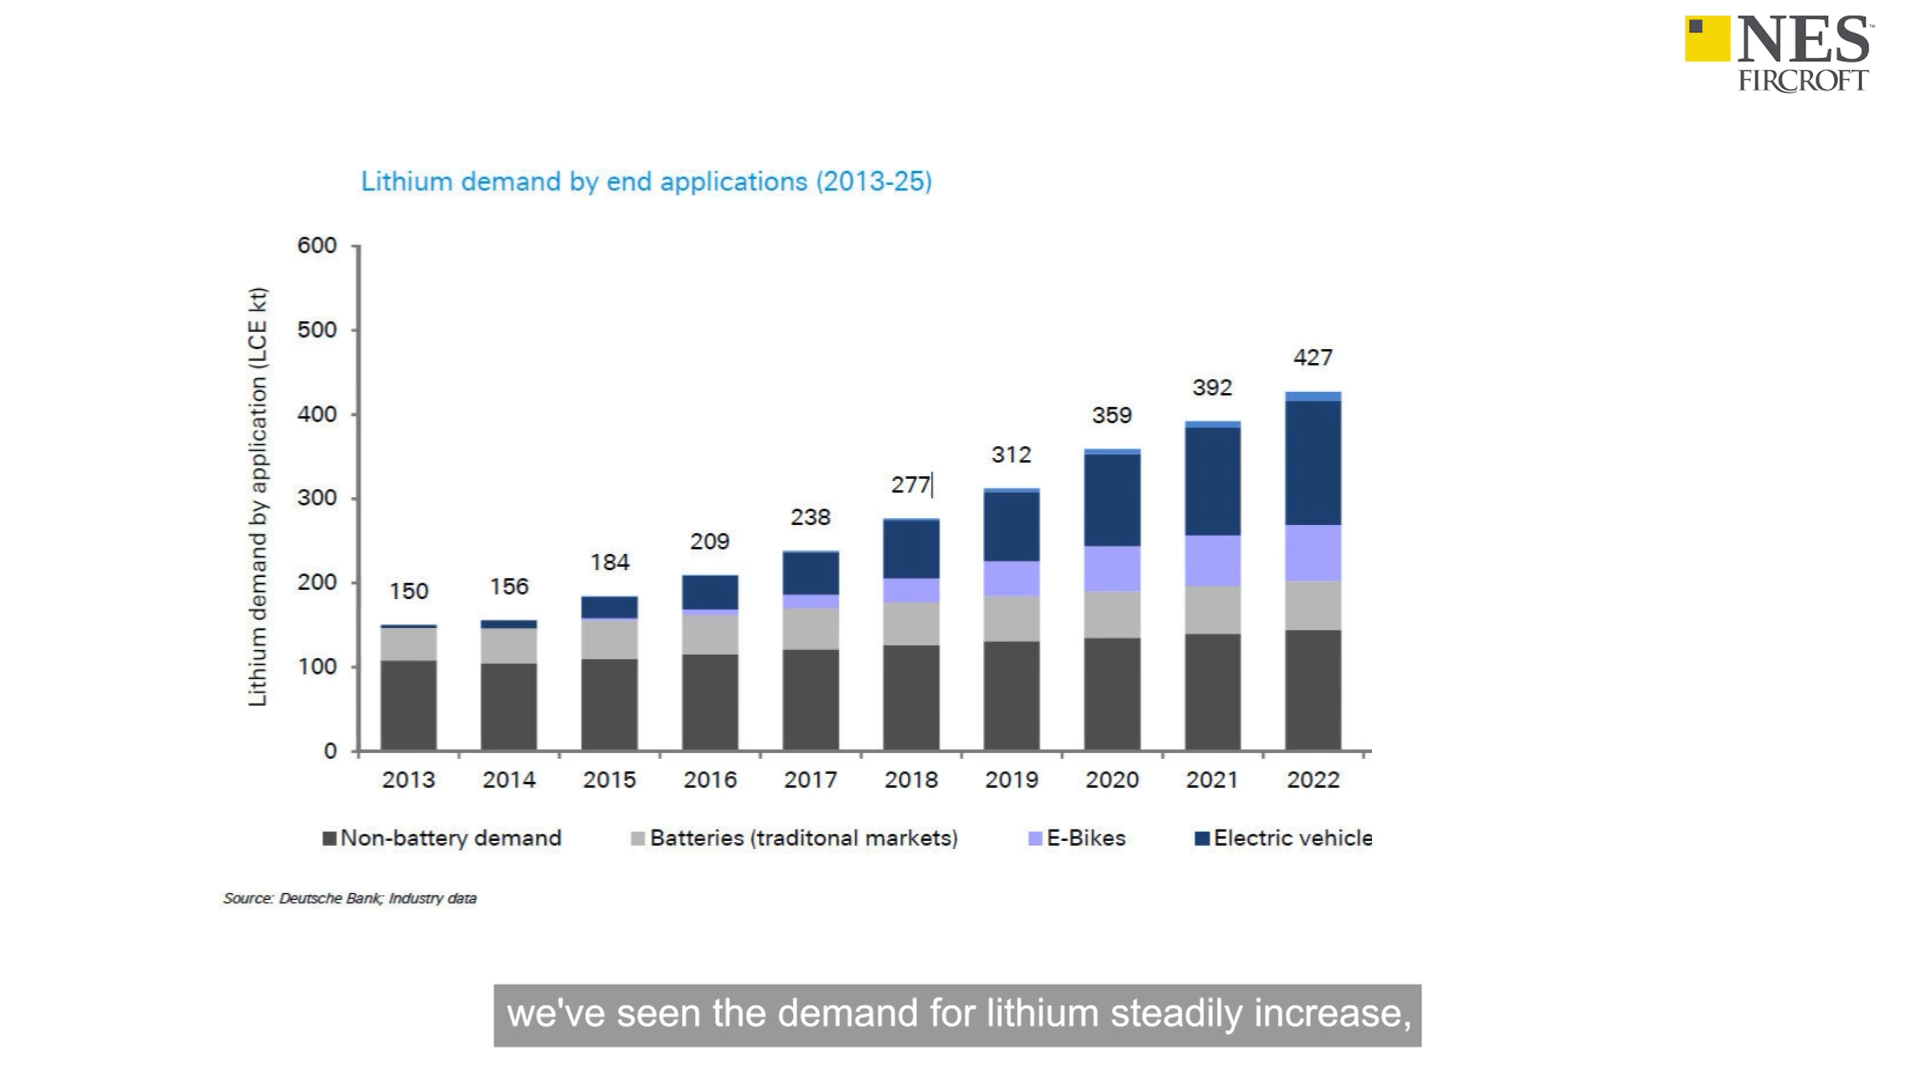 NES™
FIRCROFT
Lithium demand by end applications (2013-25)
Lithium demand by application (LCE kt)
600
500
400
300
200
100
0
150
156
184
209
238
277
312
359
392
427
2013 2014 2015 2016 2017 2018 2019 2020 2021 2022
Non-battery demand Batteries (traditonal markets) E-Bikes Electric vehicle
Source: Deutsche Bank; Industry data
we've seen the demand for lithium steadily increase,